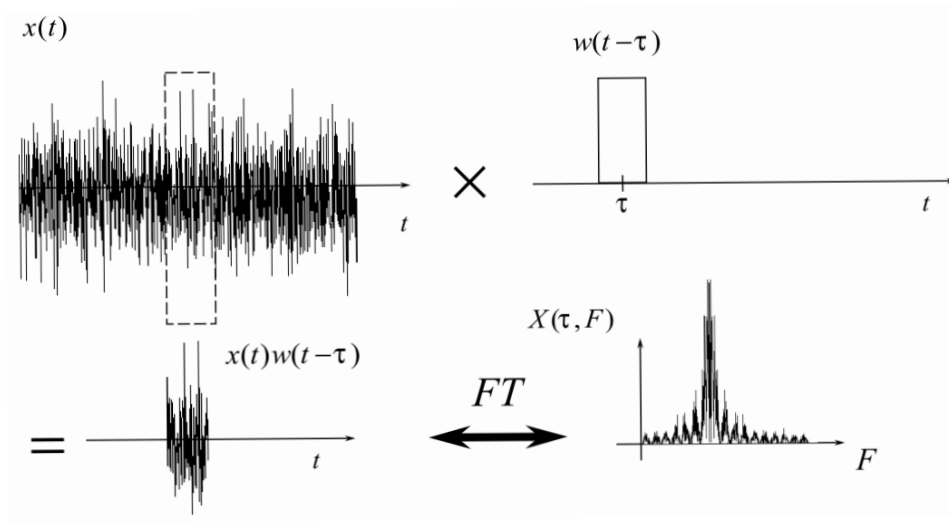 x(t)
w(t−τ)
×
t
τ
t
x(t)w(t−τ)
X(τ,F)
=
t
FT
F